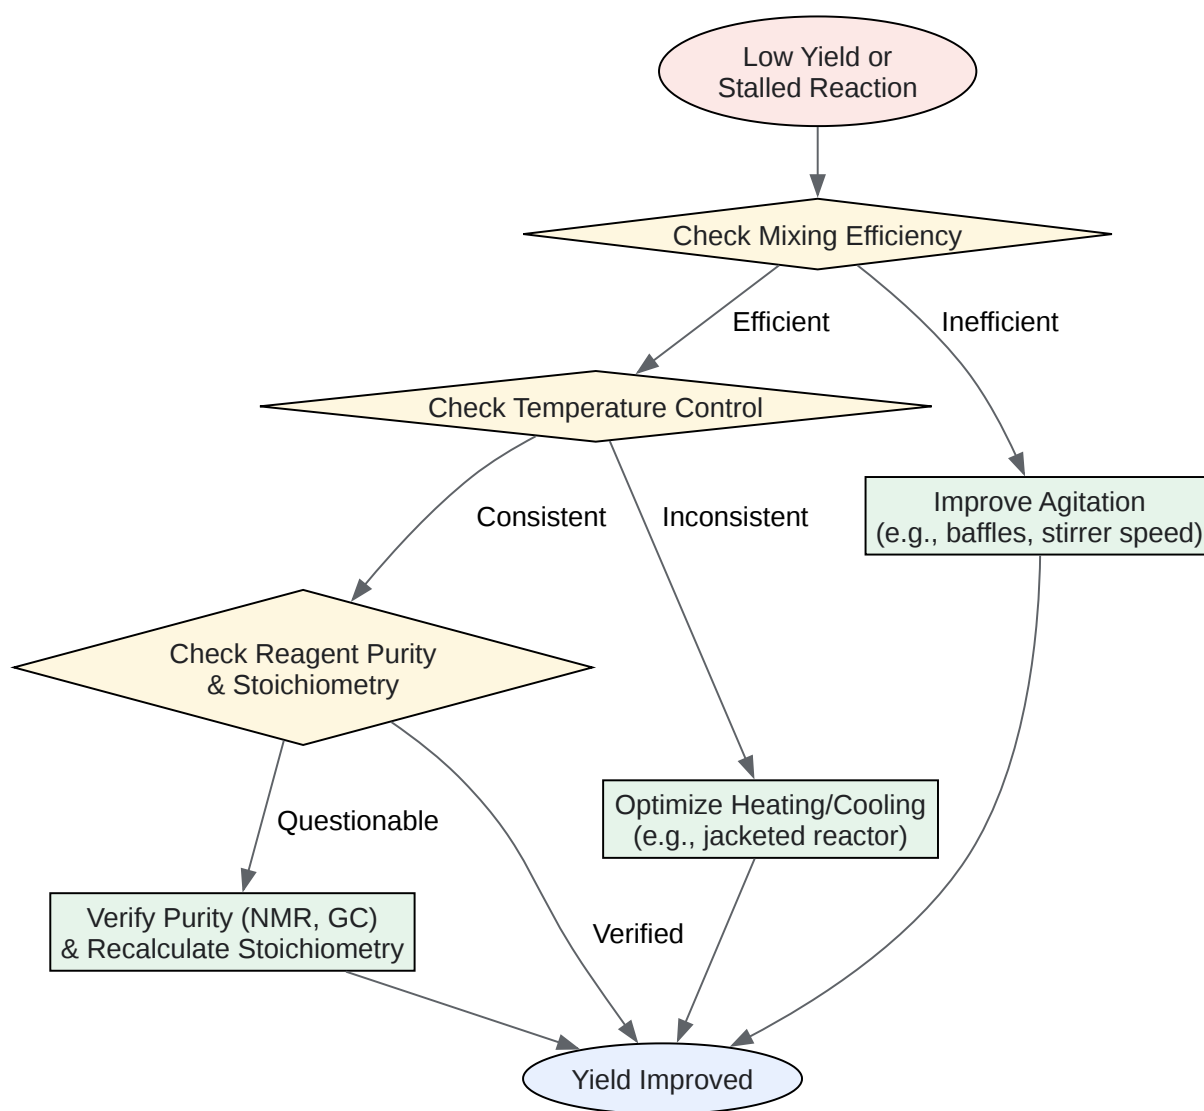 Low Yield or
Stalled Reaction
Check Mixing Efficiency
Efficient
Inefficient
Check Temperature Control
Improve Agitation
(e.g., baffles, stirrer speed)
Consistent
Inconsistent
Check Reagent Purity
& Stoichiometry
Optimize Heating/Cooling
(e.g., jacketed reactor)
Questionable
Verify Purity (NMR, GC)
& Recalculate Stoichiometry
Verified
Yield Improved